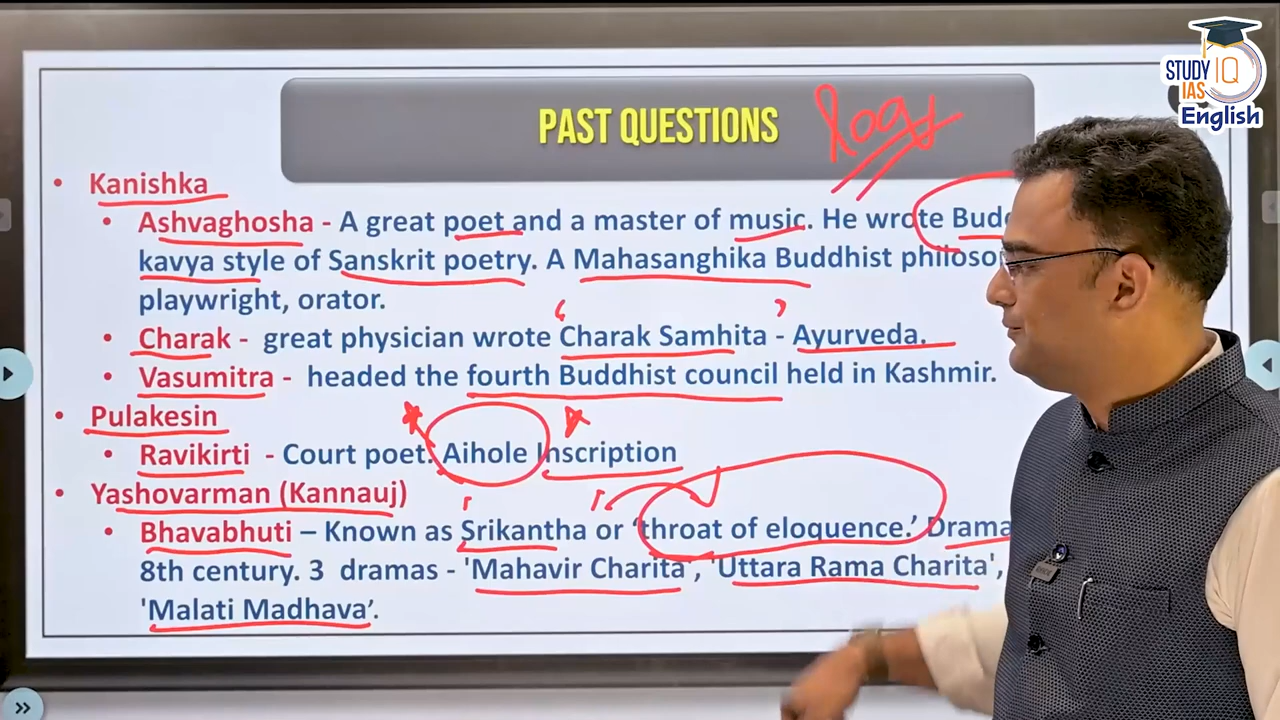 STUDY IQ
IAS
English
PAST QUESTIONS
• Kanishka
• Ashvaghosha - A great poet and a master of music. He wrote
kavya style of Sanskrit poetry. A Mahasanghika Buddhist
playwright, orator.
• Charak - great physician wrote Charak Samhita - Ayurveda.
• Vasumitra - headed the fourth Buddhist council held in Kashmir.
• Pulakesin
• Ravikirti - Court poet. Aihole Inscription
• Yashovarman (Kannauj)
• Bhavabhuti – Known as Srikantha or ‘throat of eloquence.’ Drama
8th century. 3 dramas - 'Mahavir Charita', 'Uttara Rama Charita',
'Malati Madhava’.